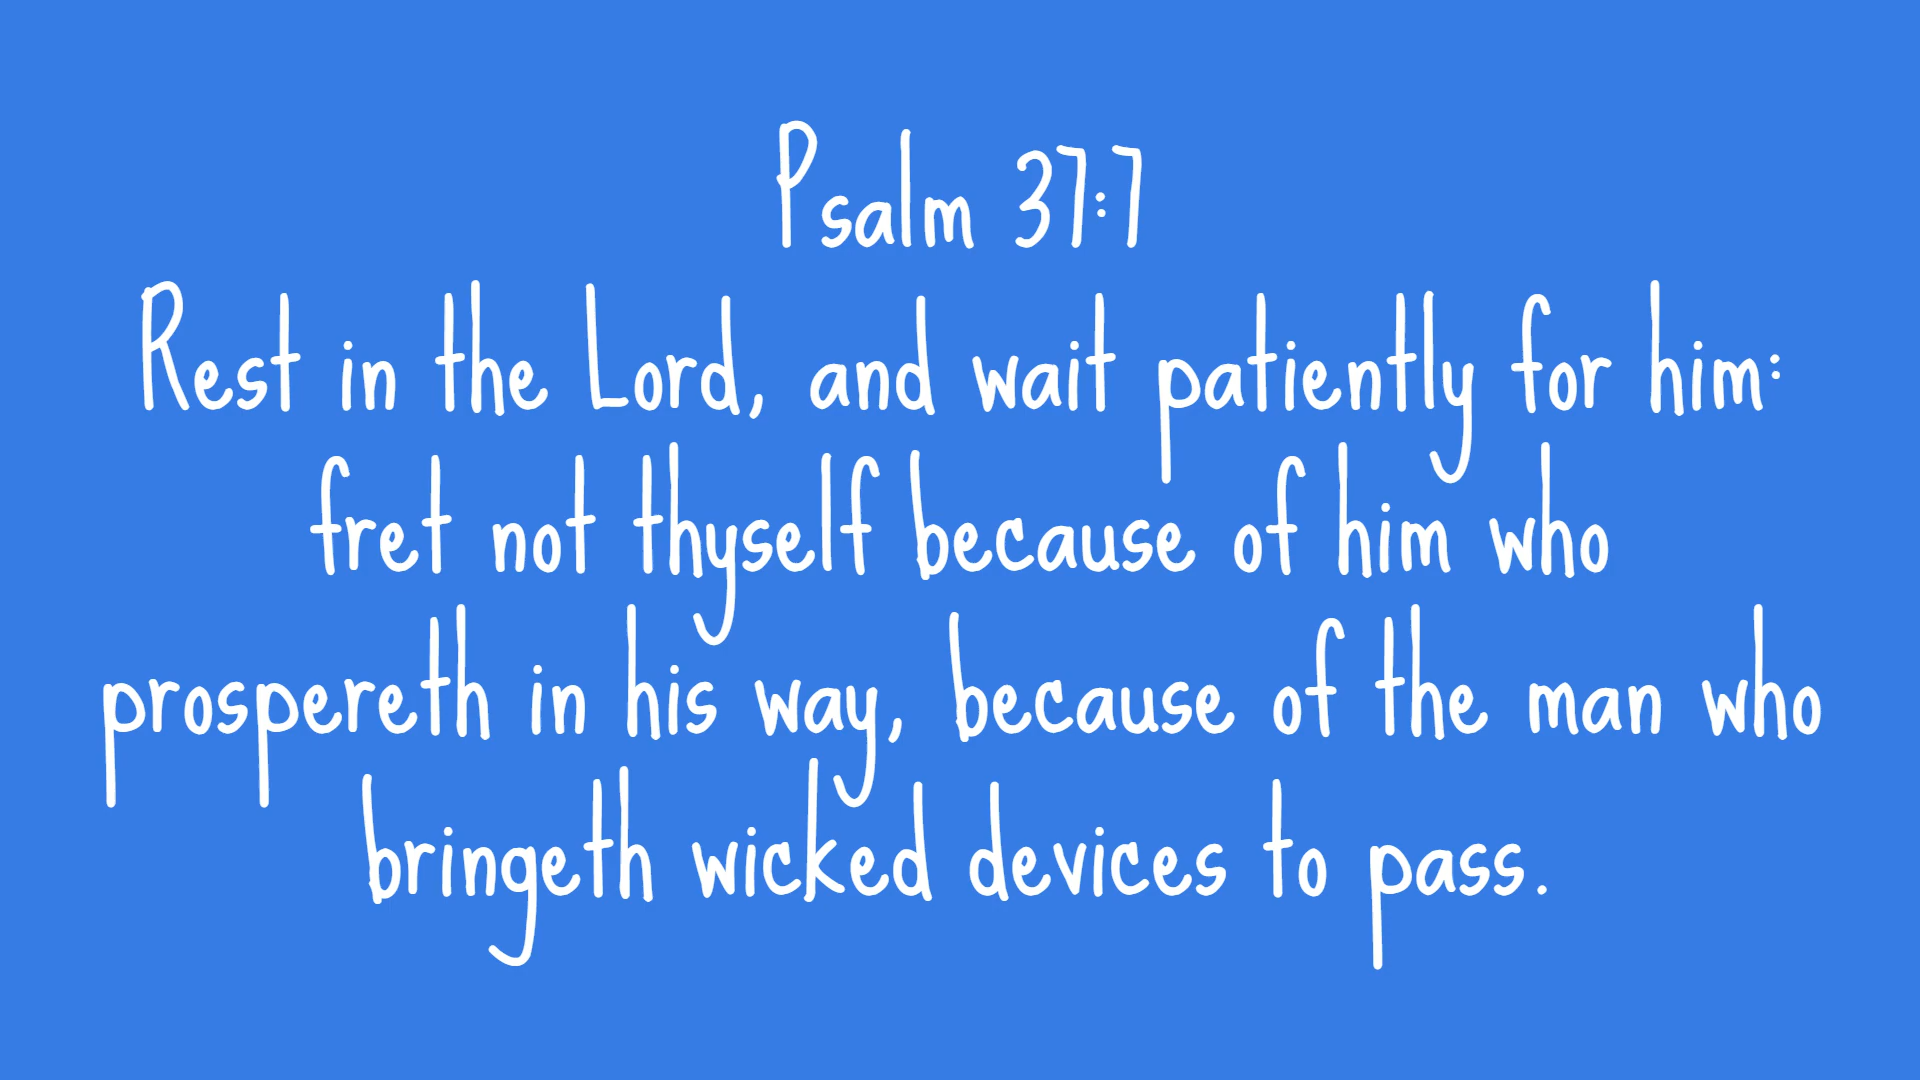 Psalm 37:7
Rest in the Lord, and wait patiently for him:
fret not thyself because of him who
prospereth in his way, because of the man who
bringeth wicked devices to pass.